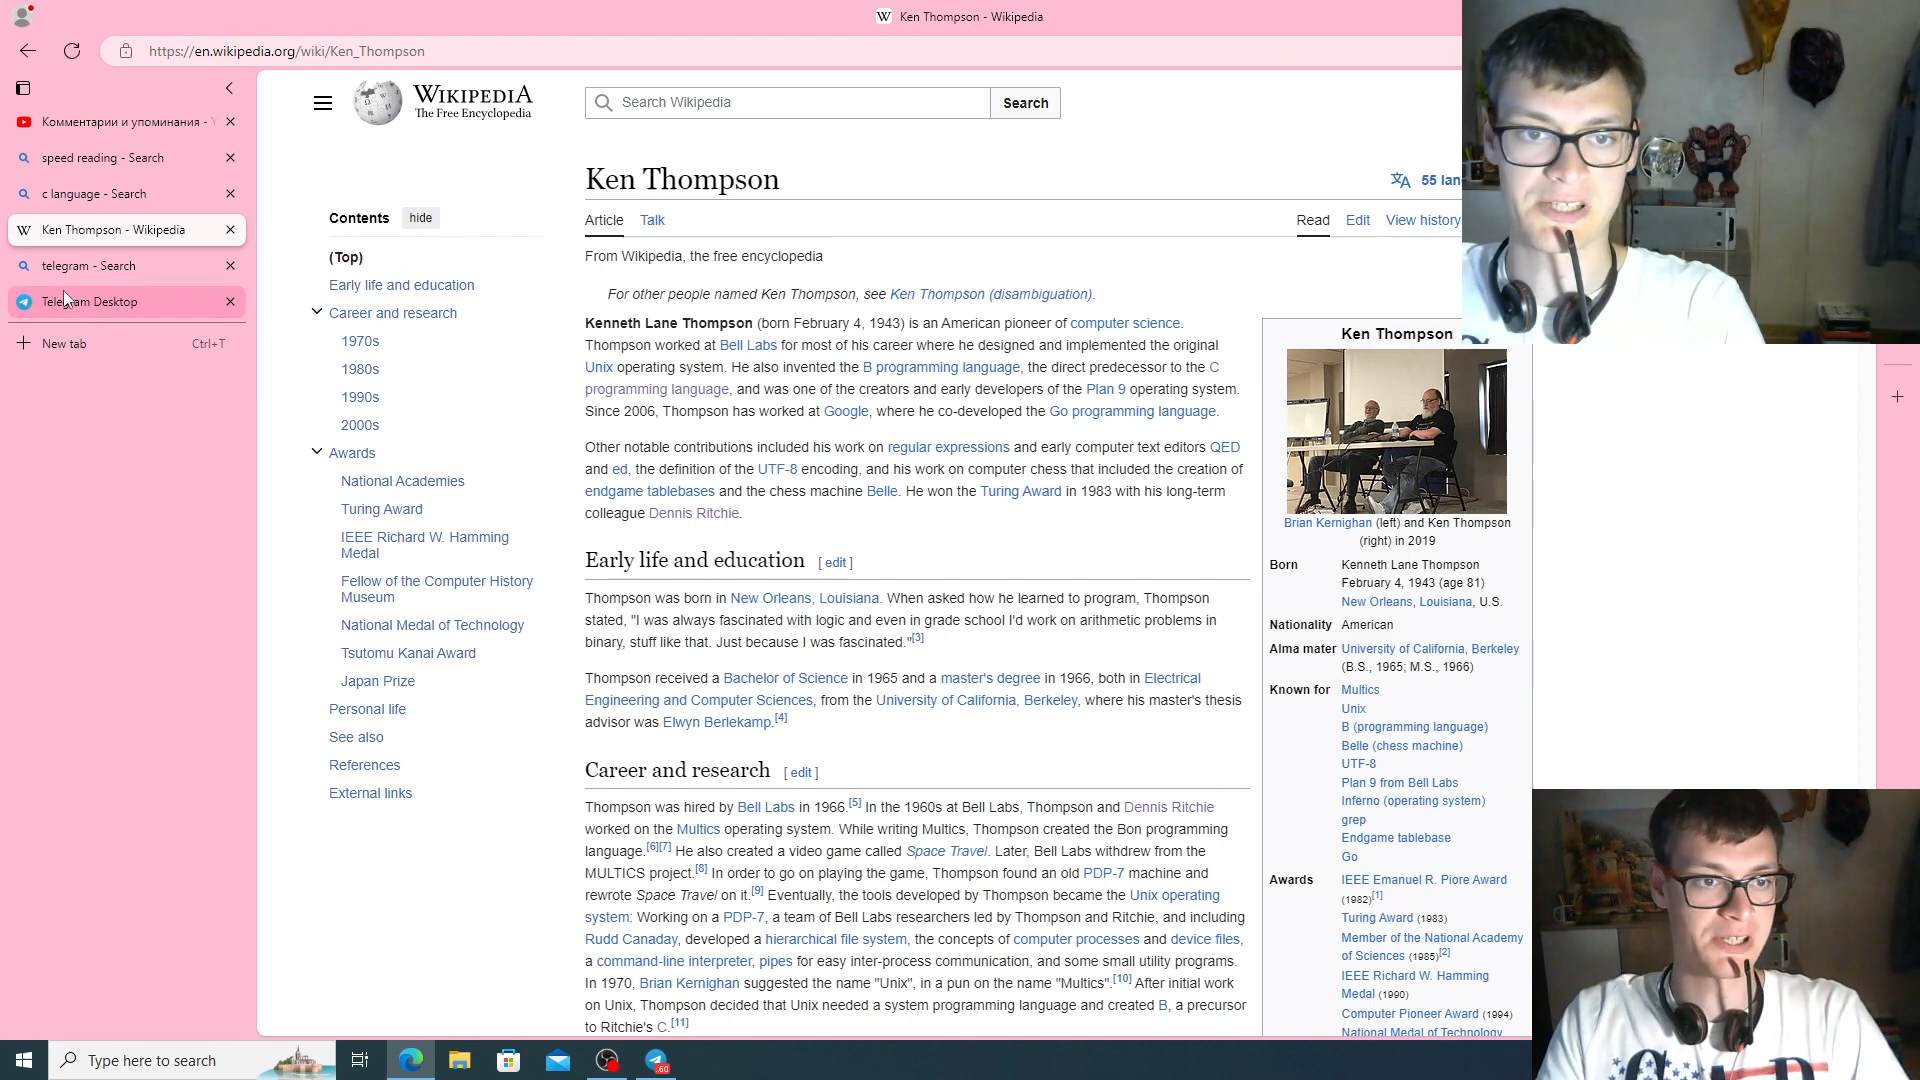 Ken Thompson - Wikipedia
https://en.wikipedia.org/wiki/Ken_Thompson
Комментарии и упоминания - Y
speed reading - Search
c language - Search
Ken Thompson - Wikipedia
telegram - Search
Telegram Desktop
New tab Ctrl+T
WIKIPEDIA
The Free Encyclopedia
Search Wikipedia
Search
Contents hide
(Top)
Early life and education
Career and research
1970s
1980s
1990s
2000s
Awards
National Academies
Turing Award
IEEE Richard W. Hamming
Medal
Fellow of the Computer History
Museum
National Medal of Technology
Tsutomu Kanai Award
Japan Prize
Personal life
See also
References
External links
Ken Thompson
55 lan
Article Talk
Read Edit View history
From Wikipedia, the free encyclopedia
For other people named Ken Thompson, see Ken Thompson (disambiguation).
Kenneth Lane Thompson (born February 4, 1943) is an American pioneer of computer science.
Thompson worked at Bell Labs for most of his career where he designed and implemented the original
Unix operating system. He also invented the B programming language, the direct predecessor to the C
programming language, and was one of the creators and early developers of the Plan 9 operating system.
Since 2006, Thompson has worked at Google, where he co-developed the Go programming language.
Other notable contributions included his work on regular expressions and early computer text editors QED
and ed, the definition of the UTF-8 encoding, and his work on computer chess that included the creation of
endgame tablebases and the chess machine Belle. He won the Turing Award in 1983 with his long-term
colleague Dennis Ritchie.
Early life and education [ edit ]
Thompson was born in New Orleans, Louisiana. When asked how he learned to program, Thompson
stated, "I was always fascinated with logic and even in grade school I'd work on arithmetic problems in
binary, stuff like that. Just because I was fascinated."[3]
Thompson received a Bachelor of Science in 1965 and a master's degree in 1966, both in Electrical
Engineering and Computer Sciences, from the University of California, Berkeley, where his master's thesis
advisor was Elwyn Berlekamp.[4]
Career and research [ edit ]
Thompson was hired by Bell Labs in 1966.[5] In the 1960s at Bell Labs, Thompson and Dennis Ritchie
worked on the Multics operating system. While writing Multics, Thompson created the Bon programming
language.[6][7] He also created a video game called Space Travel. Later, Bell Labs withdrew from the
MULTICS project.[8] In order to go on playing the game, Thompson found an old PDP-7 machine and
rewrote Space Travel on it.[9] Eventually, the tools developed by Thompson became the Unix operating
system: Working on a PDP-7, a team of Bell Labs researchers led by Thompson and Ritchie, and including
Rudd Canaday, developed a hierarchical file system, the concepts of computer processes and device files,
a command-line interpreter, pipes for easy inter-process communication, and some small utility programs.
In 1970, Brian Kernighan suggested the name "Unix", in a pun on the name "Multics".[10] After initial work
on Unix, Thompson decided that Unix needed a system programming language and created B, a precursor
to Ritchie's C.[11]
Ken Thompson
Brian Kernighan (left) and Ken Thompson
(right) in 2019
Born Kenneth Lane Thompson
February 4, 1943 (age 81)
New Orleans, Louisiana, U.S.
Nationality American
Alma mater University of California, Berkeley
(B.S., 1965; M.S., 1966)
Known for Multics
Unix
B (programming language)
Belle (chess machine)
UTF-8
Plan 9 from Bell Labs
Inferno (operating system)
grep
Endgame tablebase
Go
Awards IEEE Emanuel R. Piore Award
(1982)[1]
Turing Award (1983)
Member of the National Academy
of Sciences (1985)[2]
IEEE Richard W. Hamming
Medal (1990)
Computer Pioneer Award (1994)
National Medal of Technology
Type here to search
60